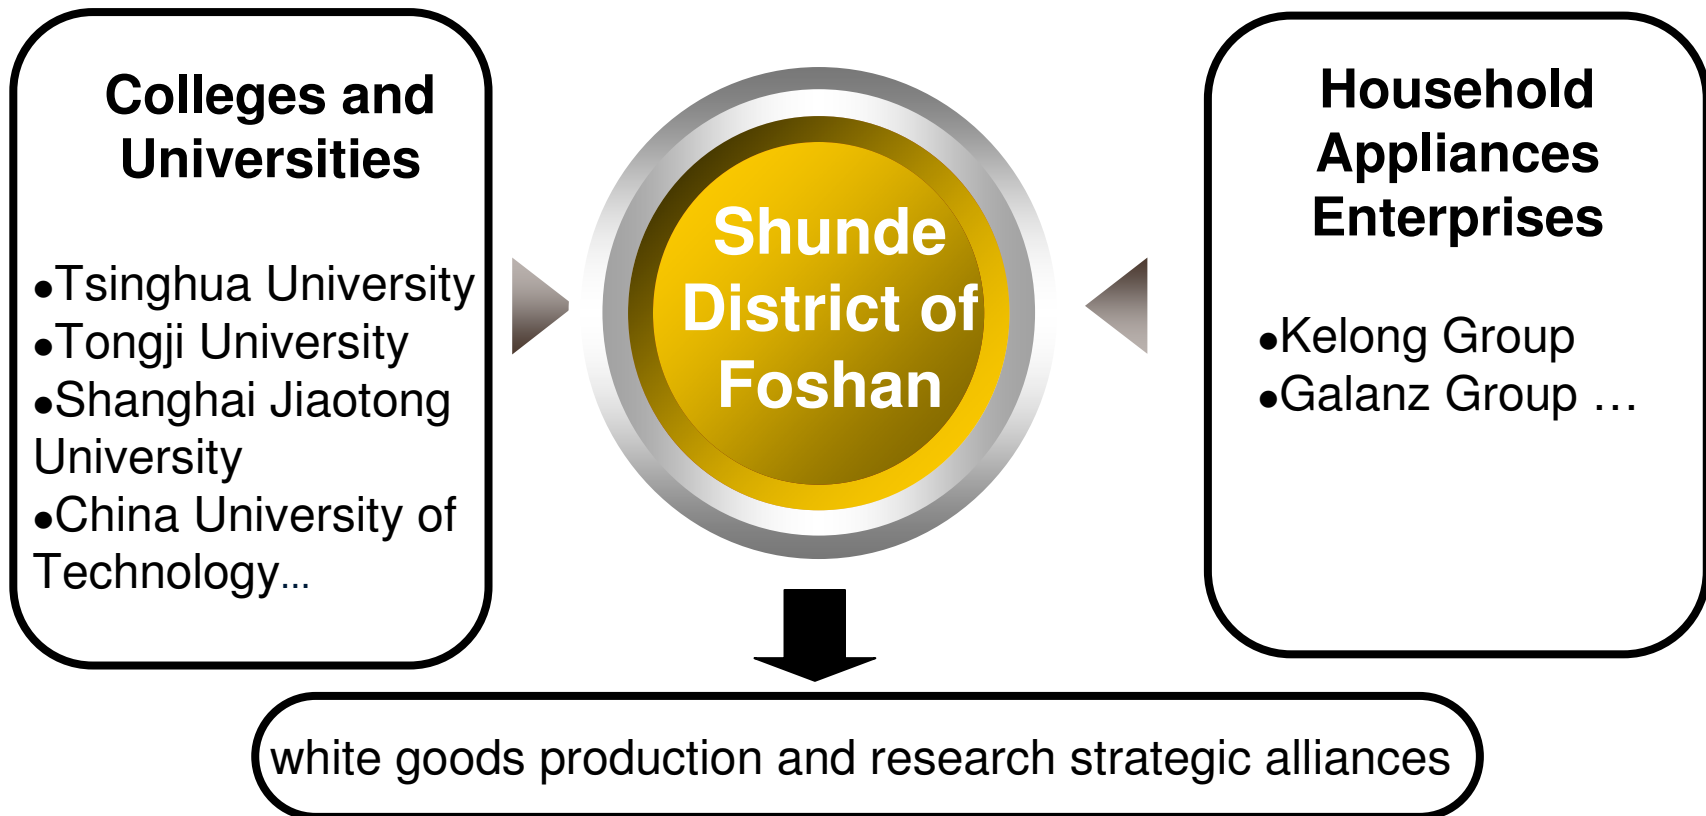 Colleges and
Universities
●Tsinghua University
●Tongji University
●Shanghai Jiaotong
University
●China University of
Technology...
Shunde
District of
Foshan
Household
Appliances
Enterprises
●Kelong Group
●Galanz Group …
white goods production and research strategic alliances